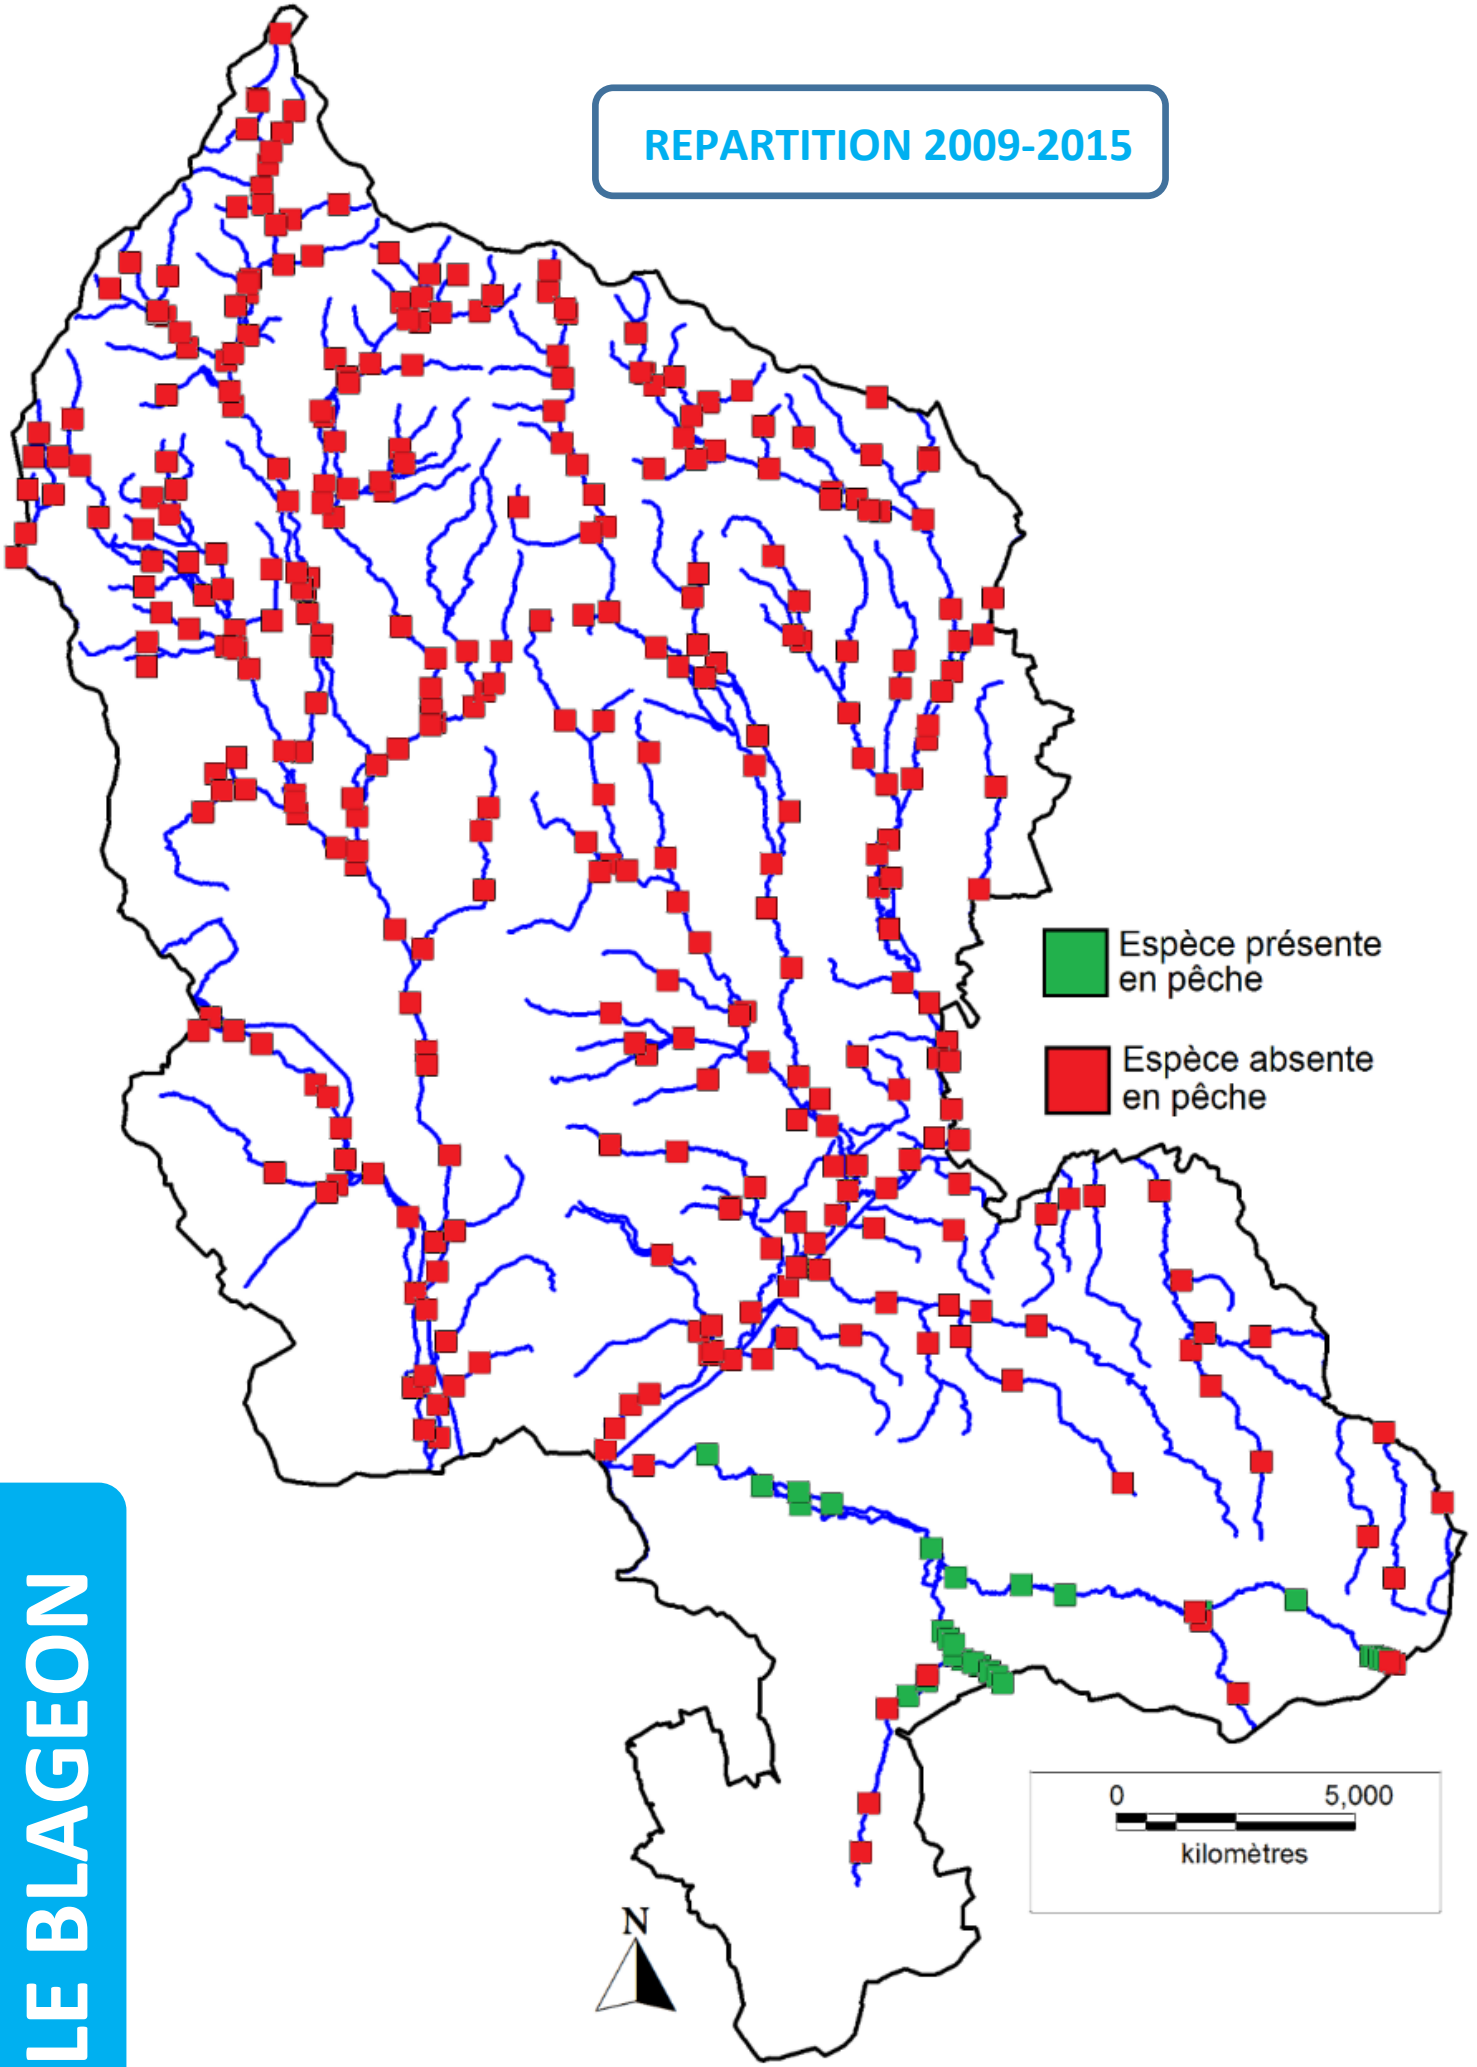 REPARTITION 2009-2015
Espèce présente
en pêche
Espèce absente
en pêche
LE BLAGEON
0 5,000
kilomètres
N